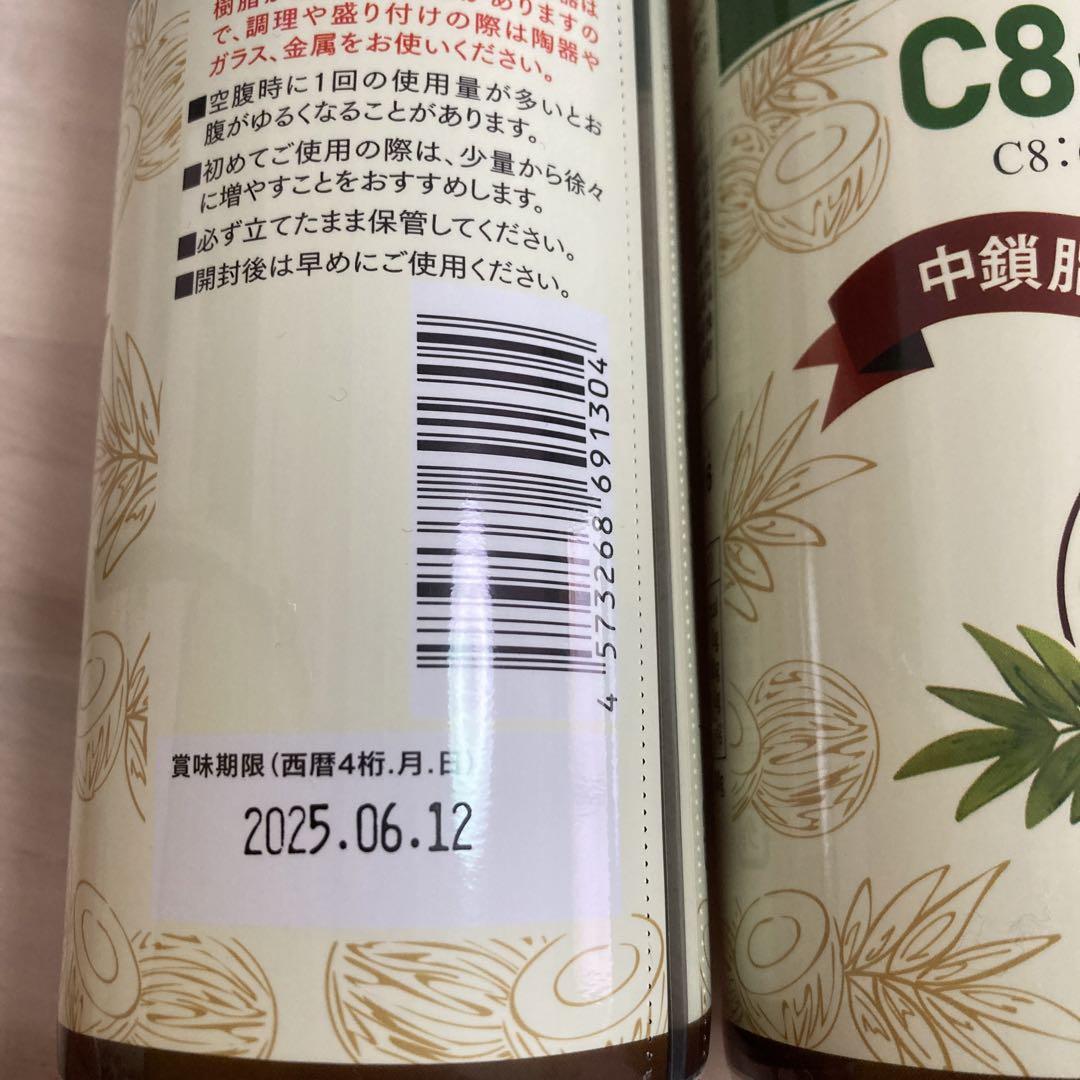 で、調理や盛り付けの際は陶器や
ガラス、金属をお使いください。
■空腹時に1回の使用量が多いとお
腹がゆるくなることがあります。
■初めてご使用の際は、少量から徐々
に増やすことをおすすめします。
■必ず立てたまま保管してください。
■開封後は早めにご使用ください。
4573268691304
賞味期限(西暦4桁.月.日)
2025.06.12
C8
C8:
中鎖